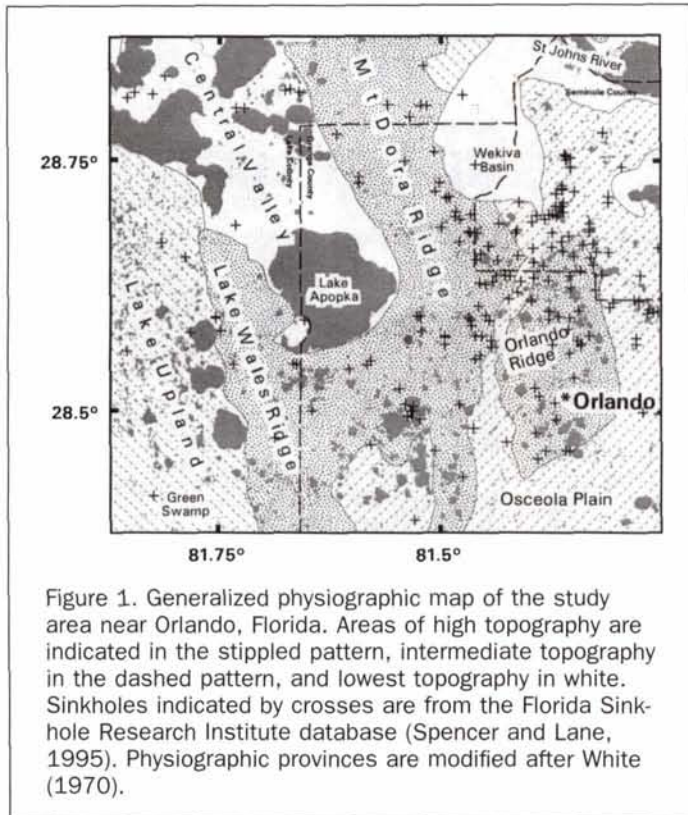 St Johns River
Seminole County
Central Valley
Mt Dora Ridge
28.75°
Wekiva
Basin
Lake
Apopka
Lake Wales Ridge
Lake Upland
Orlando
Ridge
28.5°
* Orlando
Green
Swamp
Osceola Plain
81.75°
81.5°
Figure 1. Generalized physiographic map of the study
area near Orlando, Florida. Areas of high topography are
indicated in the stippled pattern, intermediate topography
in the dashed pattern, and lowest topography in white.
Sinkholes indicated by crosses are from the Florida Sink-
hole Research Institute database (Spencer and Lane,
1995). Physiographic provinces are modified after White
(1970).